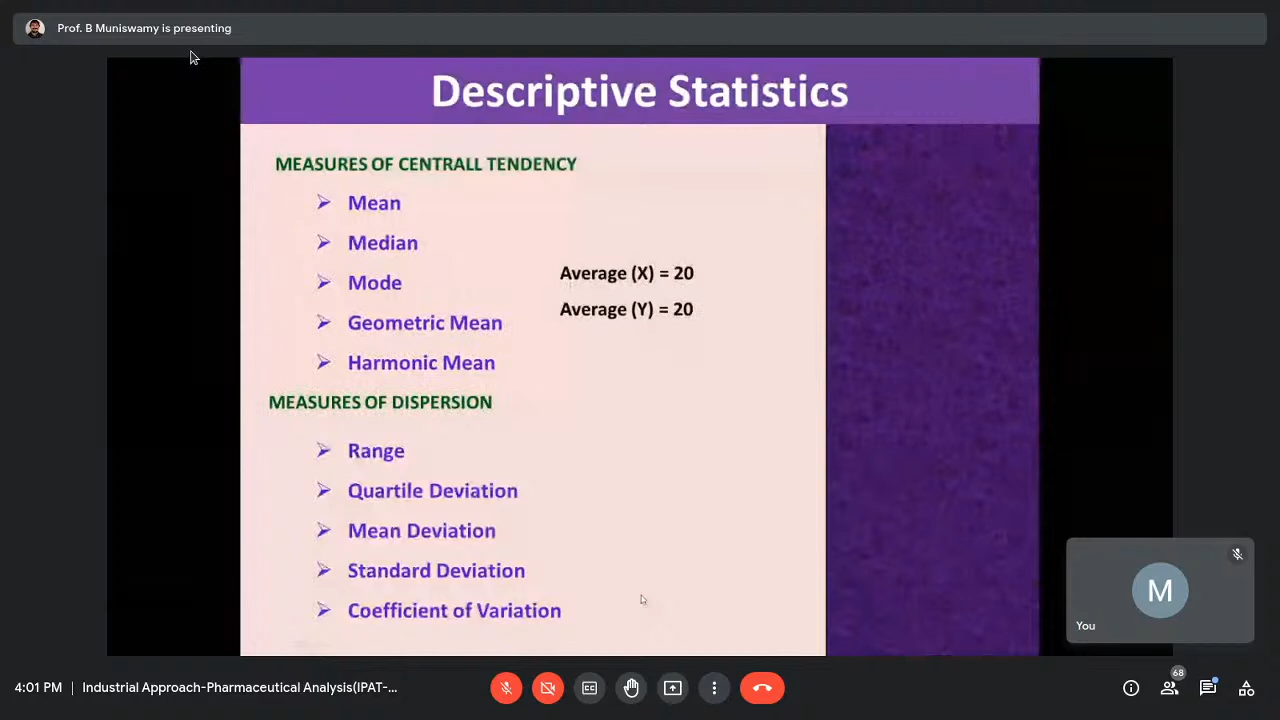 Prof. B Muniswamy is presenting
Descriptive Statistics
MEASURES OF CENTRALL TENDENCY
Mean
Median
Mode
Geometric Mean
Harmonic Mean
Average (X) = 20
Average (Y) = 20
MEASURES OF DISPERSION
Range
Quartile Deviation
Mean Deviation
Standard Deviation
Coefficient of Variation
M
You
4:01 PM | Industrial Approach-Pharmaceutical Analysis(IPAT-...
CC
68